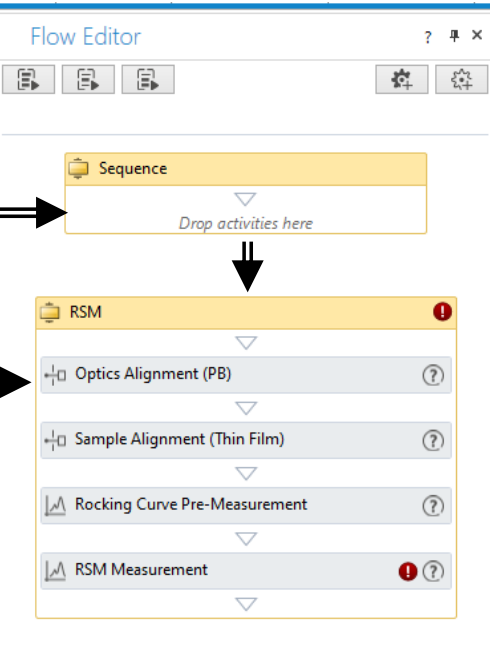 Flow Editor
Sequence
Drop activities here
RSM
Optics Alignment (PB)
Sample Alignment (Thin Film)
Rocking Curve Pre-Measurement
RSM Measurement